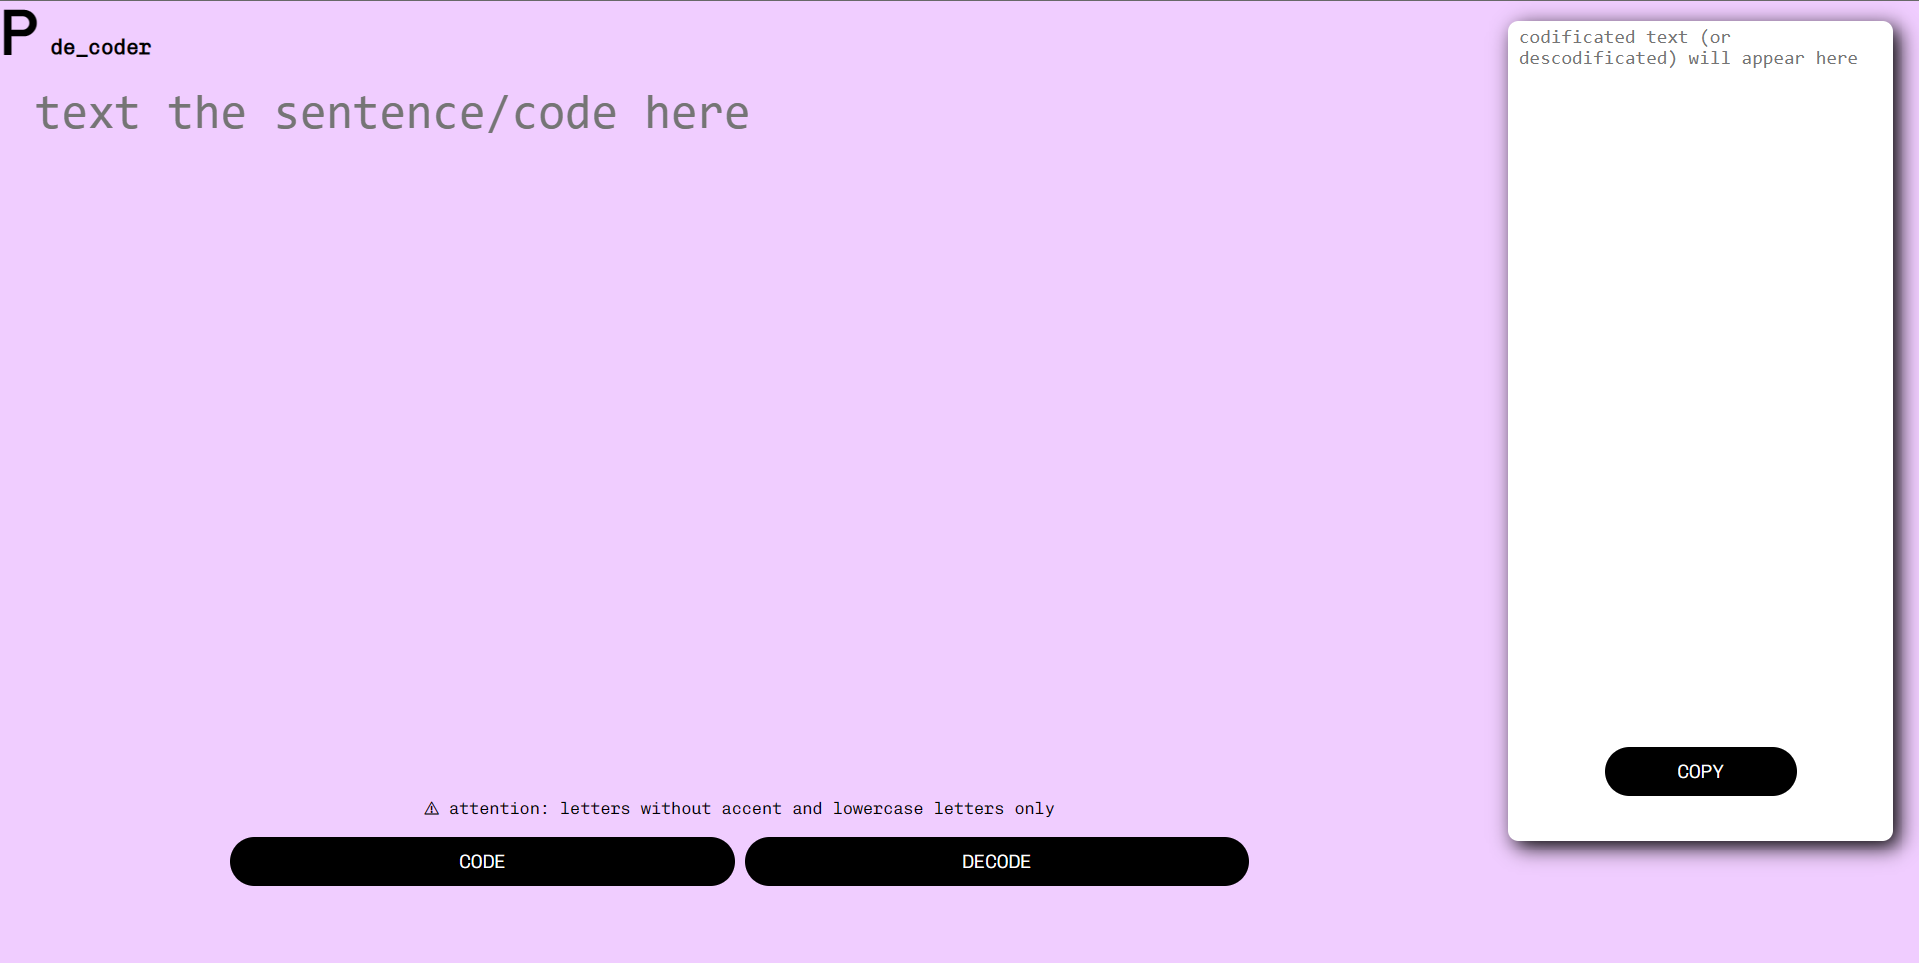 P de_coder
text the sentence/code here
codificated text (or
descodificated) will appear here
COPY
⚠ attention: letters without accent and lowercase letters only
CODE
DECODE